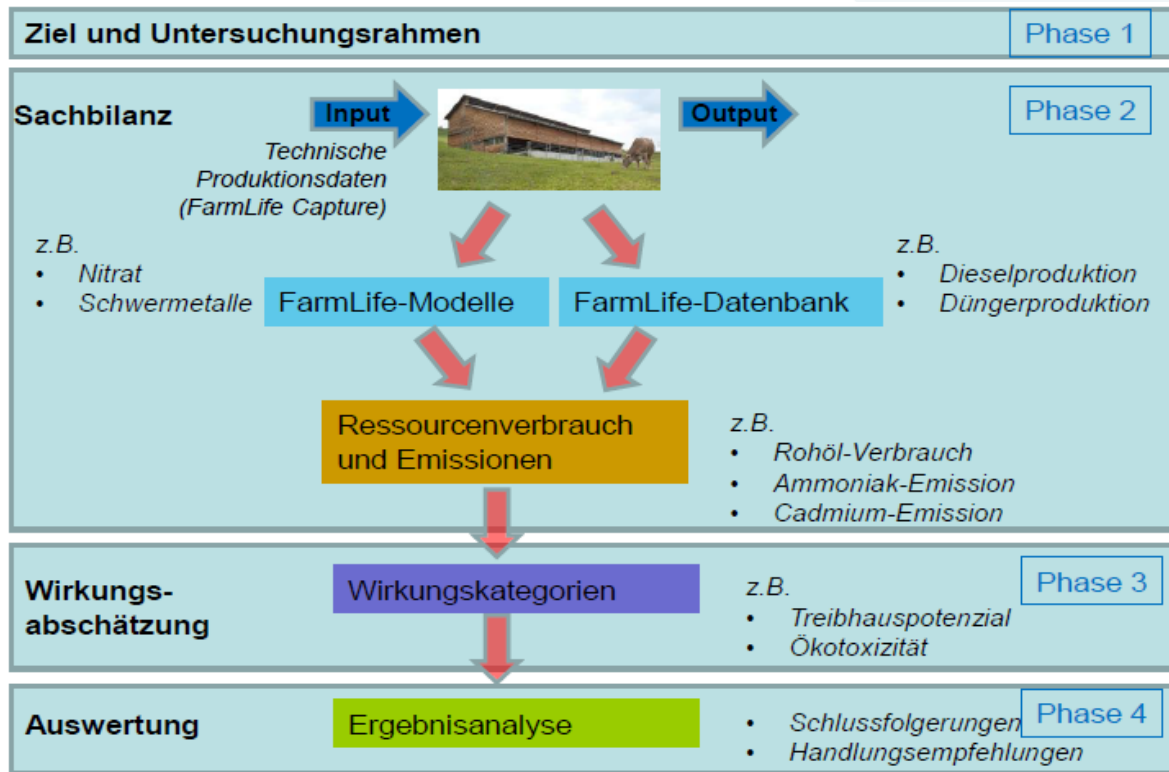 Ziel und Untersuchungsrahmen
Phase 1
Sachbilanz
Input
Output
Phase 2
Technische
Produktionsdaten
(FarmLife Capture)
z.B.
• Nitrat
• Schwermetalle
FarmLife-Modelle
FarmLife-Datenbank
z.B.
• Dieselproduktion
• Düngerproduktion
Ressourcenverbrauch
und Emissionen
z.B.
• Rohöl-Verbrauch
• Ammoniak-Emission
• Cadmium-Emission
Wirkungs-
abschätzung
Wirkungskategorien
z.B.
• Treibhauspotenzial
• Ökotoxizität
Phase 3
Auswertung
Ergebnisanalyse
• Schlussfolgerungen
• Handlungsempfehlungen
Phase 4